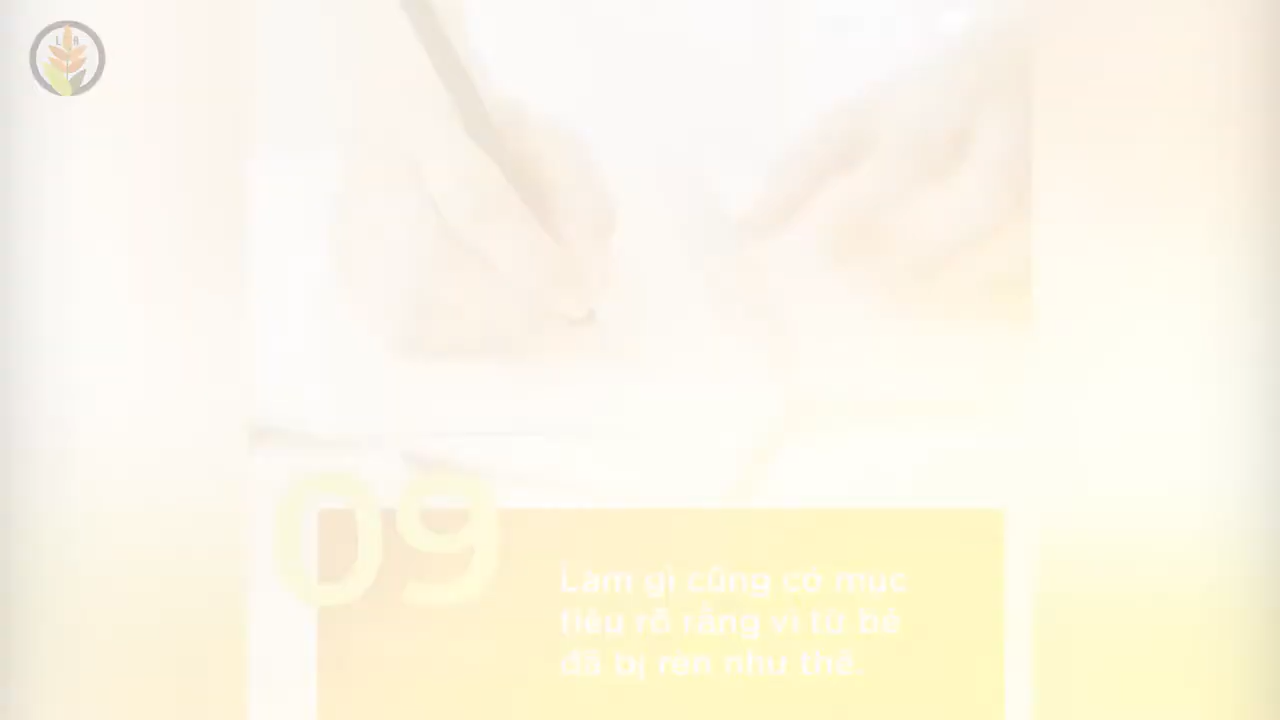 L A
09
Làm gì cũng có mục
tiêu rõ ràng vì từ bé
đã bị rèn như thế.